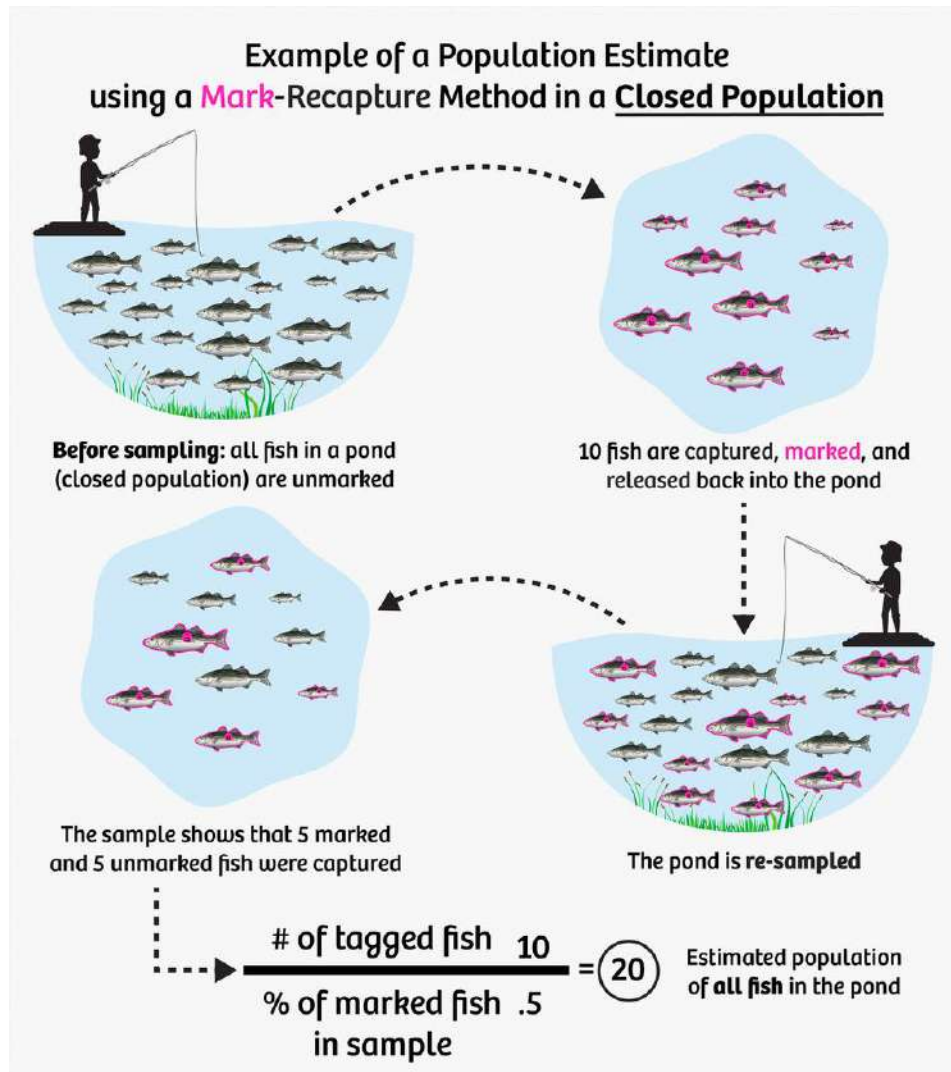 Example of a Population Estimate
using a Mark-Recapture Method in a Closed Population
Before sampling: all fish in a pond
(closed population) are unmarked
10 fish are captured, marked, and
released back into the pond
The pond is re-sampled
The sample shows that 5 marked
and 5 unmarked fish were captured
# of tagged fish 10
% of marked fish .5
in sample
= 20
Estimated population
of all fish in the pond